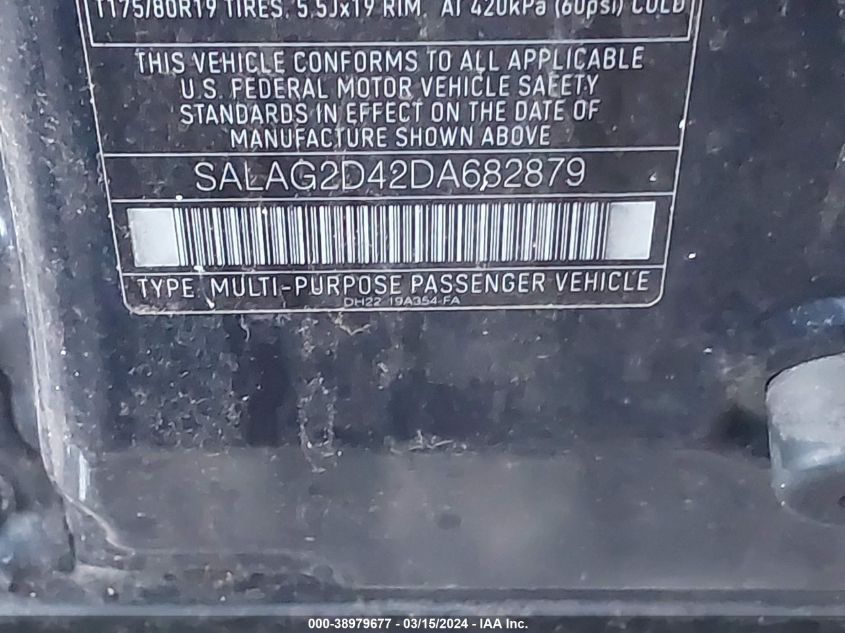 T175/80R19 TIRES, 5.5Jx19 RIM, AT 420kPa (60psi) COLD
THIS VEHICLE CONFORMS TO ALL APPLICABLE
U.S. FEDERAL MOTOR VEHICLE SAFETY
STANDARDS IN EFFECT ON THE DATE OF
MANUFACTURE SHOWN ABOVE
SALAG2D42DA682879
TYPE: MULTI-PURPOSE PASSENGER VEHICLE
DH22 19A354 FA
000-38979677 - 03/15/2024 - IAA Inc.